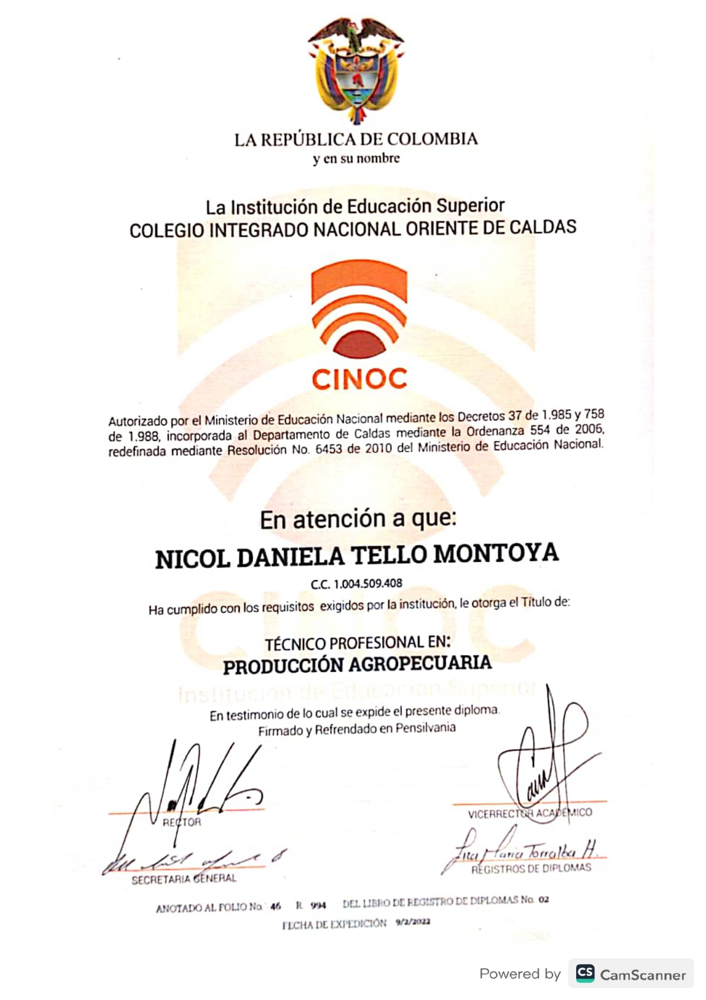 LA REPÚBLICA DE COLOMBIA
y en su nombre
La Institución de Educación Superior
COLEGIO INTEGRADO NACIONAL ORIENTE DE CALDAS
CINOC
Autorizado por el Ministerio de Educación Nacional mediante los Decretos 37 de 1.985 y 758
de 1.988, incorporada al Departamento de Caldas mediante la Ordenanza 554 de 2006,
redefinada mediante Resolución No. 6453 de 2010 del Ministerio de Educación Nacional.
En atención a que:
NICOL DANIELA TELLO MONTOYA
C.C. 1.004.509.408
CINOC
Ha cumplido con los requisitos exigidos por la institución, le otorga el Título de:
TÉCNICO PROFESIONAL EN:
PRODUCCIÓN AGROPECUARIA
Institución de Educación Superior
En testimonio de lo cual se expide el presente diploma.
Firmado y Refrendado en Pensilvania
RECTOR
VICERRECTOR ACADÉMICO
Maria Torralba H.
SECRETARIA GENERAL
REGISTROS DE DIPLOMAS
ANOTADO AL FOLIO No. 46 R. 994 DEL LIBRO DE REGISTRO DE DIPLOMAS No. 02
FECHA DE EXPEDICIÓN 9/2/2022
Powered by CS CamScanner